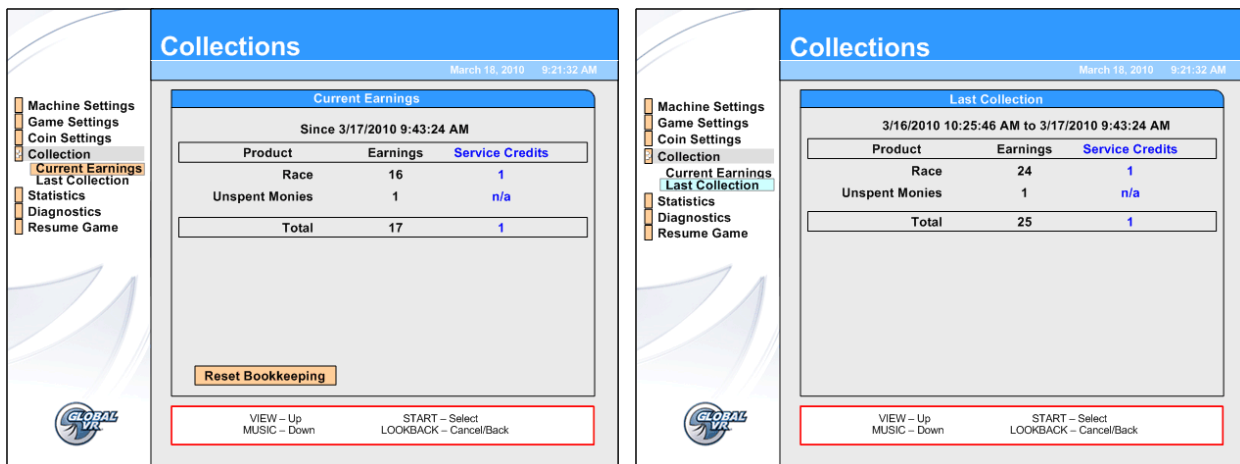 Collections
March 18, 2010 9:21:32 AM
Machine Settings
Game Settings
Coin Settings
Collection
Current Earnings
Last Collection
Statistics
Diagnostics
Resume Game
Current Earnings
Since 3/17/2010 9:43:24 AM
Product Earnings Service Credits
Race 16 1
Unspent Monies 1 n/a
Total 17 1
Reset Bookkeeping
GLOBAL VR
VIEW – Up START – Select
MUSIC – Down LOOKBACK – Cancel/Back
Collections
March 18, 2010 9:21:32 AM
Machine Settings
Game Settings
Coin Settings
Collection
Current Earnings
Last Collection
Statistics
Diagnostics
Resume Game
Last Collection
3/16/2010 10:25:46 AM to 3/17/2010 9:43:24 AM
Product Earnings Service Credits
Race 24 1
Unspent Monies 1 n/a
Total 25 1
GLOBAL VR
VIEW – Up START – Select
MUSIC – Down LOOKBACK – Cancel/Back